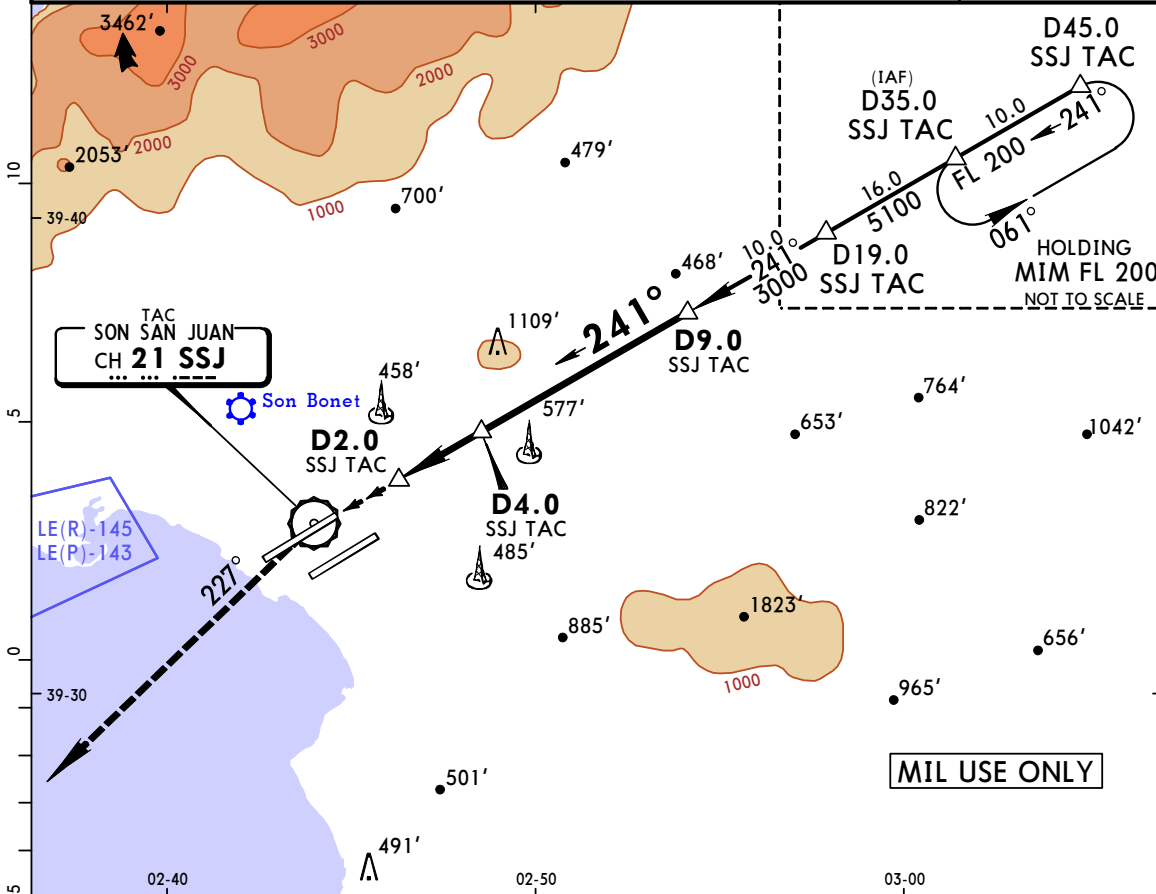 3462′
3000
3000
2000
2000
2053′
1000
479′
700′
10
39-40
D45.0
SSJ TAC
(IAF)
D35.0
SSJ TAC
10.0
241°
FL 200
16.0
5100
061°
HOLDING
MIM FL 200
NOT TO SCALE
D19.0
SSJ TAC
10.0
241°
3000
468′
241°
D9.0
SSJ TAC
1109′
TAC
SON SAN JUAN
CH 21 SSJ
458′
Son Bonet
577′
5
D2.0
SSJ TAC
D4.0
SSJ TAC
764′
653′
1042′
822′
LE(R)-145
LE(P)-143
227°
485′
885′
1823′
1000
656′
965′
0
39-30
MIL USE ONLY
501′
491′
5
02-40
02-50
03-00